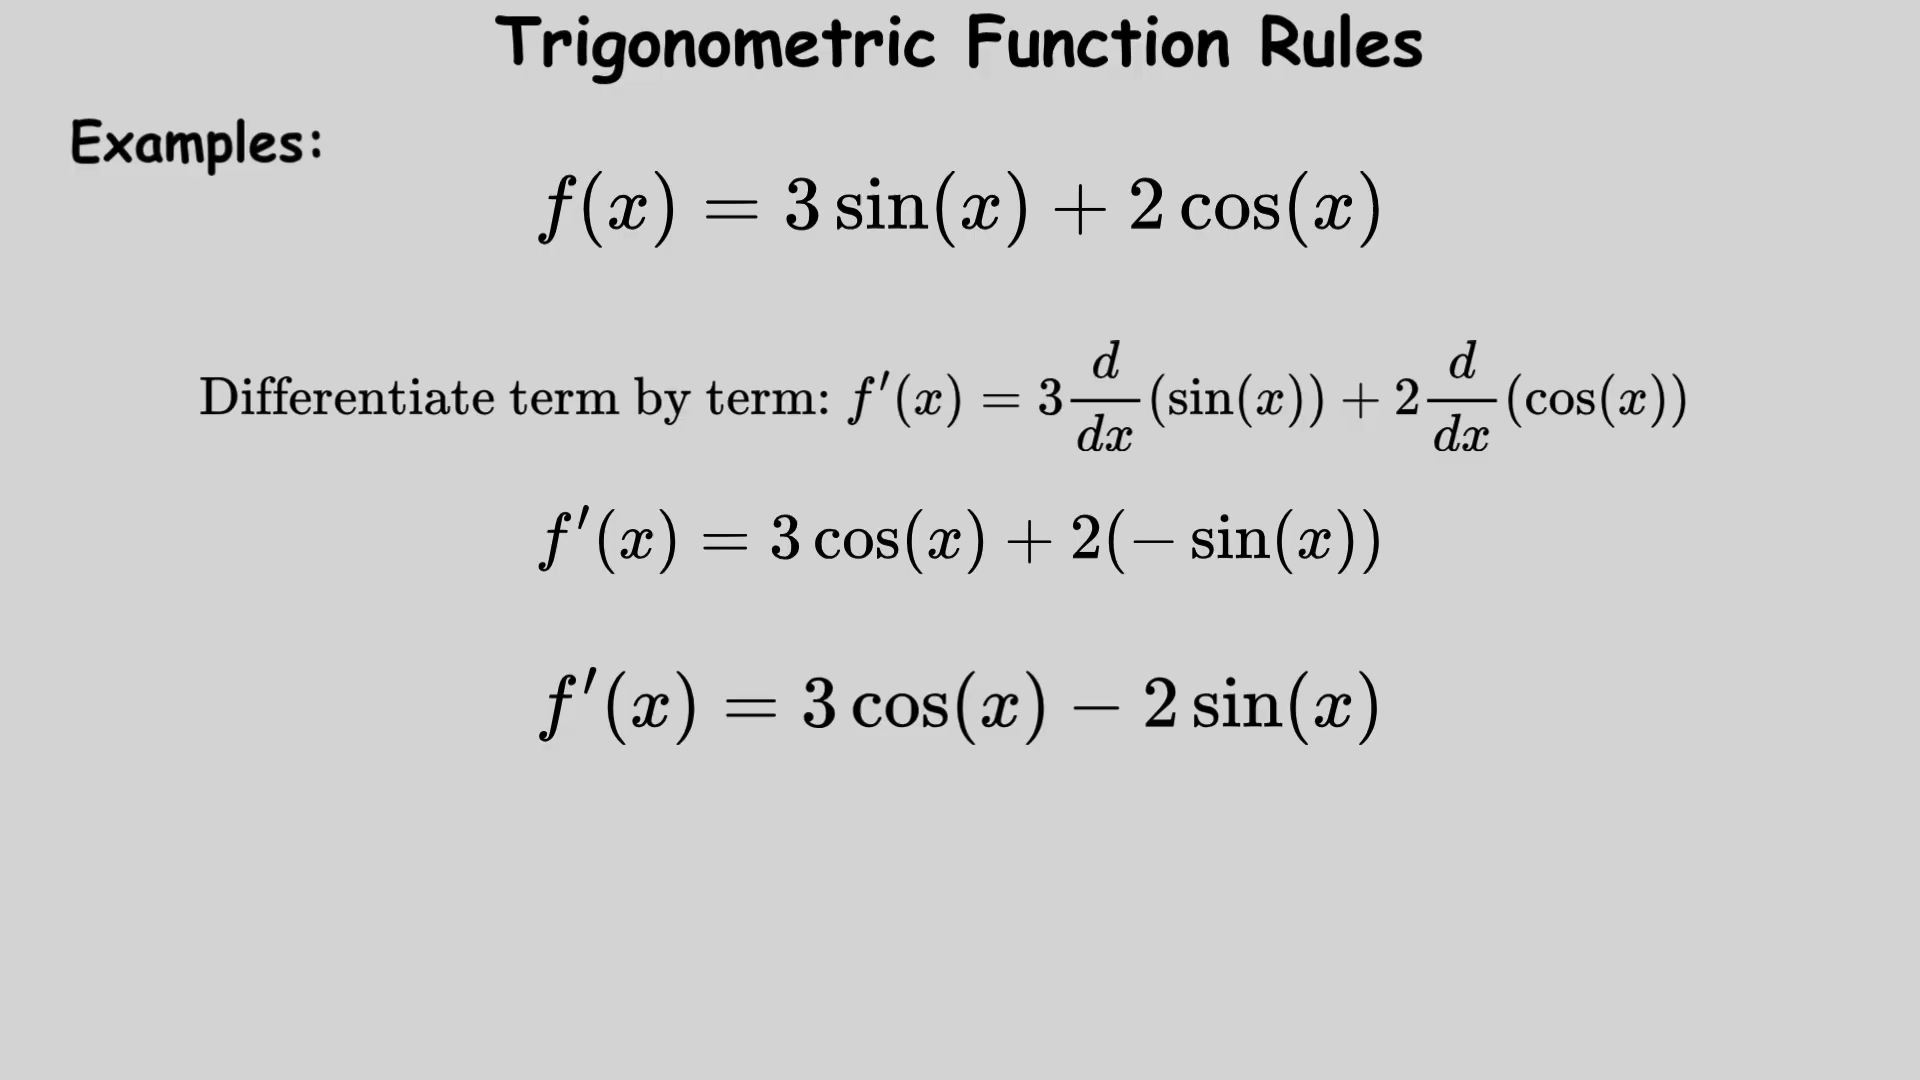 Trigonometric Function Rules
Examples:
f(x) = 3 sin(x) + 2 cos(x)
Differentiate term by term: f′(x) = 3 d/dx (sin(x)) + 2 d/dx (cos(x))
f′(x) = 3 cos(x) + 2(− sin(x))
f′(x) = 3 cos(x) − 2 sin(x)